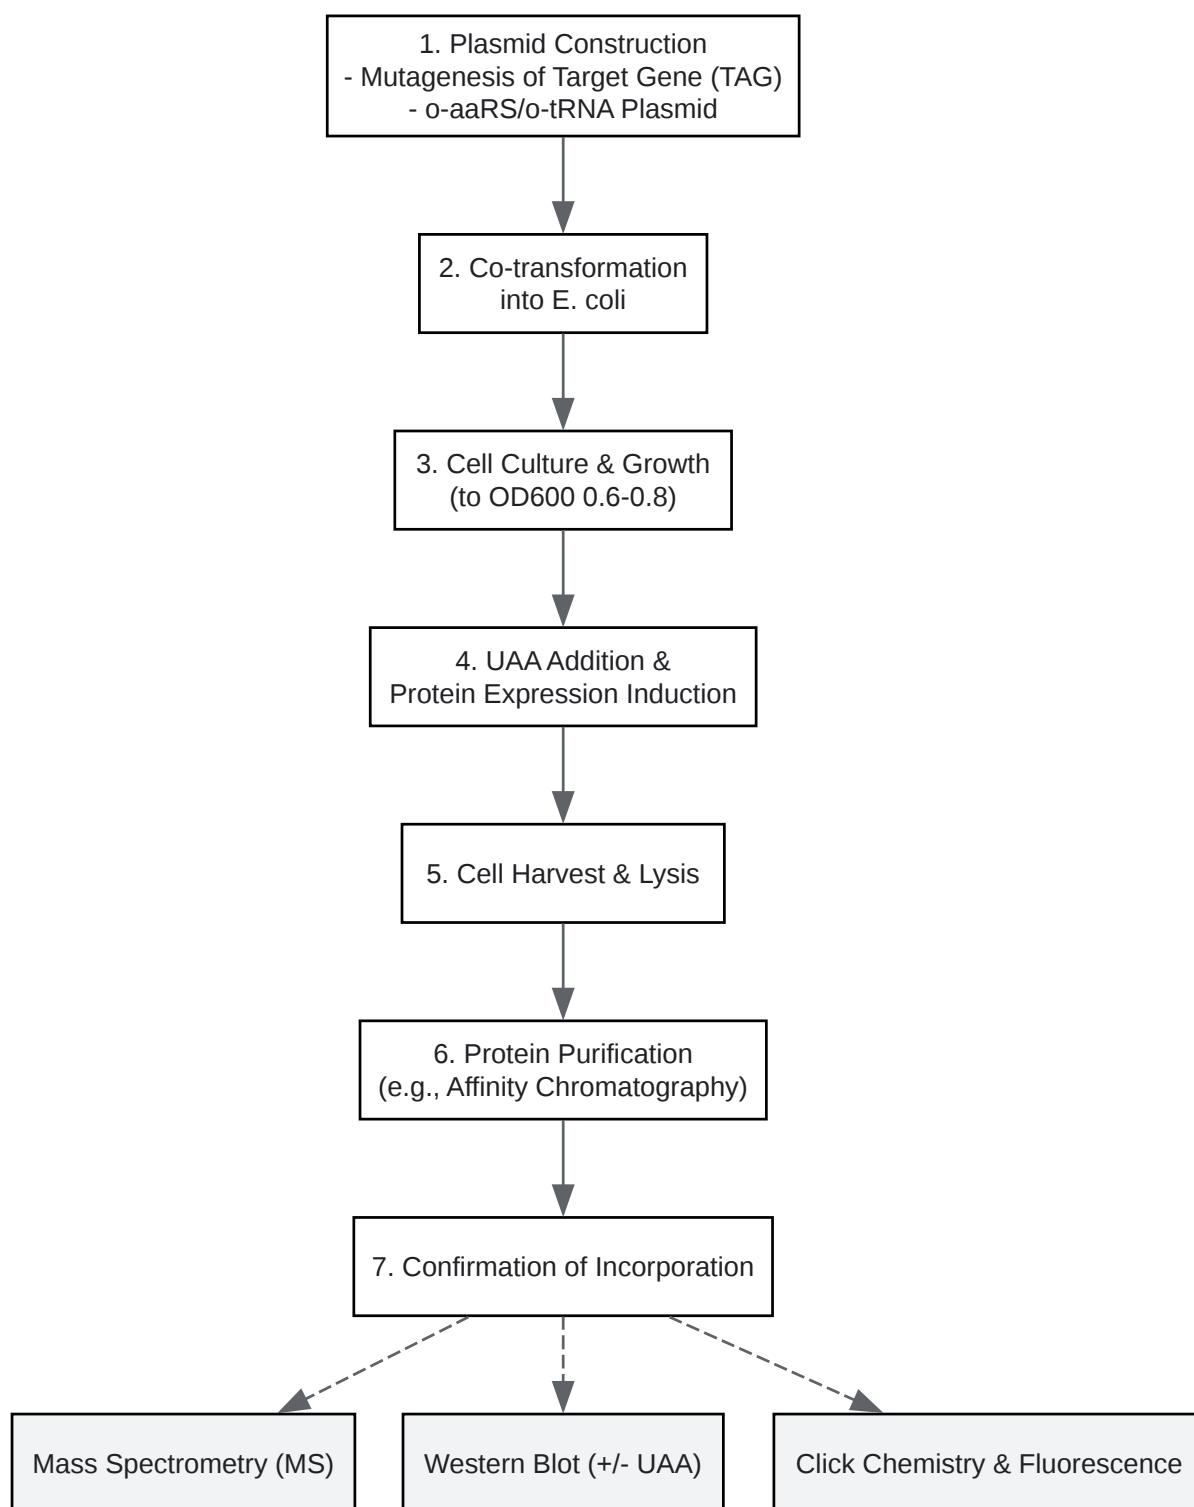 1. Plasmid Construction
- Mutagenesis of Target Gene (TAG)
- o-aaRS/o-tRNA Plasmid
2. Co-transformation
into E. coli
3. Cell Culture & Growth
(to OD600 0.6-0.8)
4. UAA Addition &
Protein Expression Induction
5. Cell Harvest & Lysis
6. Protein Purification
(e.g., Affinity Chromatography)
7. Confirmation of Incorporation
Mass Spectrometry (MS)
Western Blot (+/- UAA)
Click Chemistry & Fluorescence